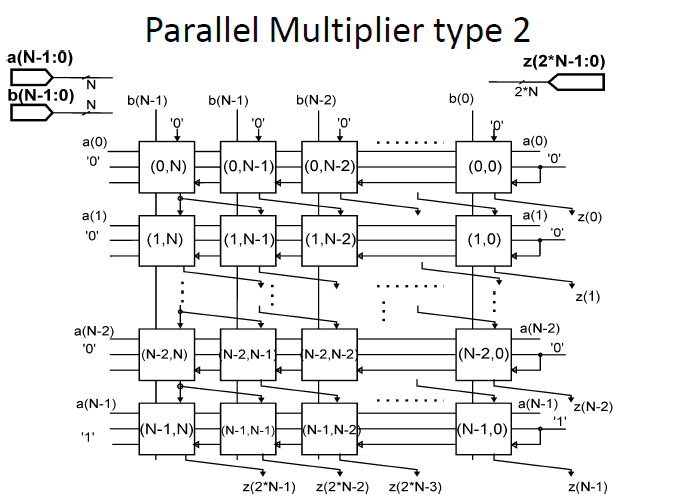 Parallel Multiplier type 2
a(N-1:0)
N
b(N-1:0)
N
z(2*N-1:0)
2*N
b(N-1) b(N-1) b(N-2) b(0)
'0' '0' '0' '0'
a(0) a(0)
'0' (0,N) (0,N-1) (0,N-2) (0,0) '0'
a(1) a(1) z(0)
'0' (1,N) (1,N-1) (1,N-2) (1,0) '0'
z(1)
a(N-2) a(N-2)
'0' (N-2,N) (N-2,N-1) (N-2,N-2) (N-2,0) '0'
a(N-1) a(N-1) z(N-2)
'1' (N-1,N) (N-1,N-1) (N-1,N-2) (N-1,0) '1'
z(2*N-1) z(2*N-2) z(2*N-3) z(N-1)